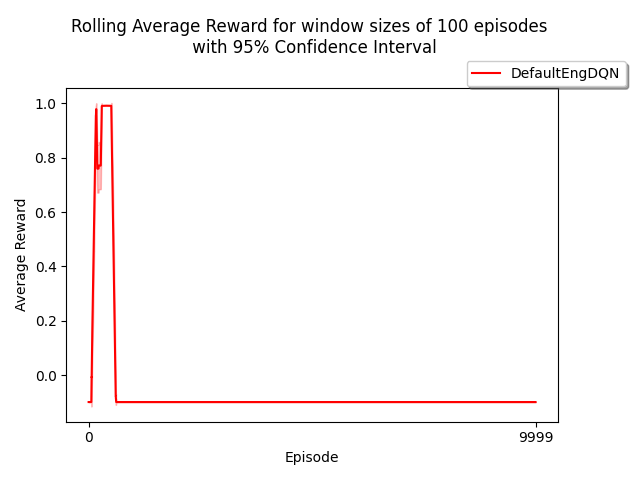 Rolling Average Reward for window sizes of 100 episodes
with 95% Confidence Interval
DefaultEngDQN
1.0
0.8
0.6
0.4
0.2
0.0
Average Reward
0
9999
Episode